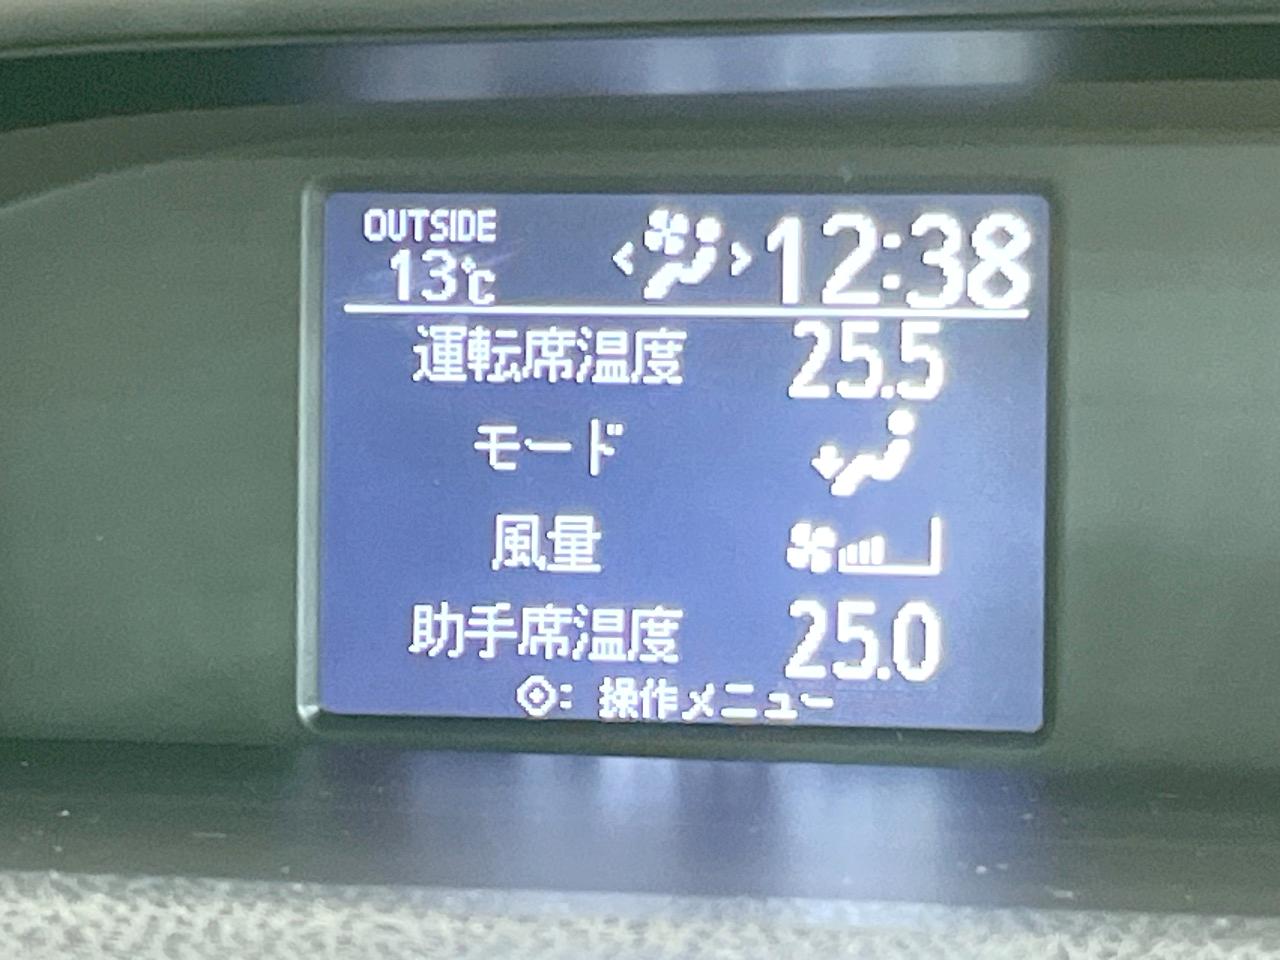 OUTSIDE
13℃ < > 12:38
運転席温度 25.5
モード
風量
助手席温度 25.0
: 操作メニュー